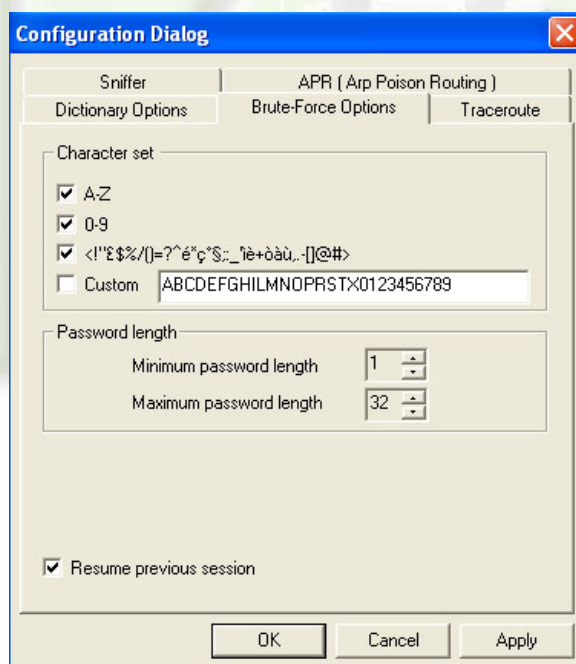 Configuration Dialog
Sniffer
APR ( Arp Poison Routing )
Dictionary Options
Brute-Force Options
Traceroute
Character set
A-Z
0-9
<!"£$%/()=?^é*ç°§;:_'ìè+òàù,.-[]@#>
Custom
ABCDEFGHILMNOPRSTX0123456789
Password length
Minimum password length
1
Maximum password length
32
Resume previous session
OK
Cancel
Apply